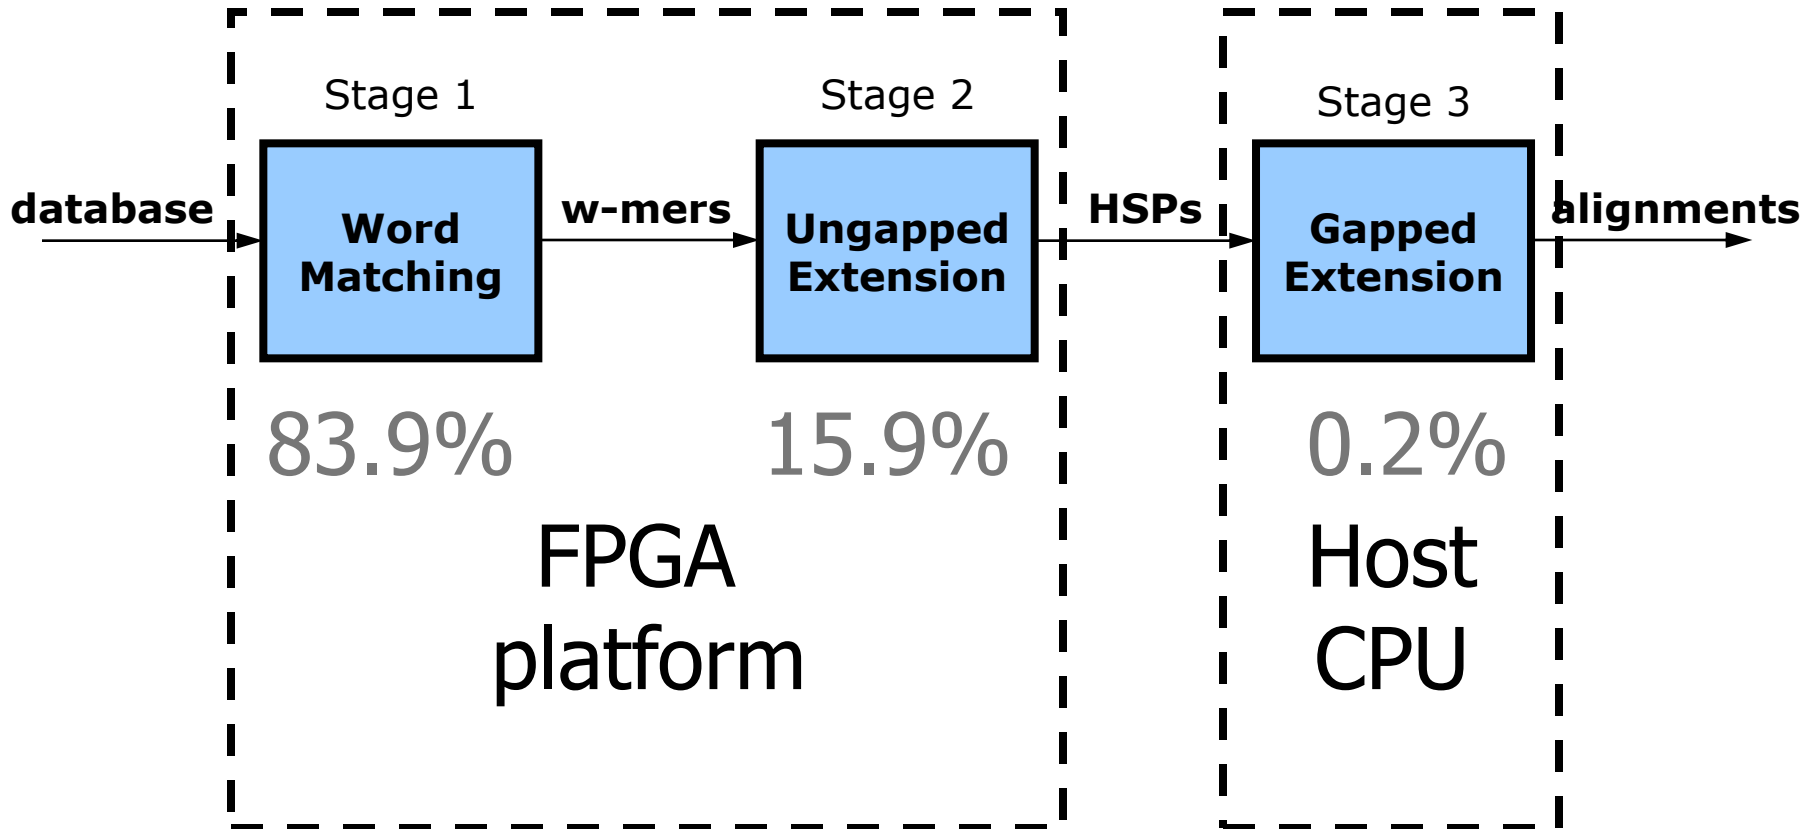 Stage 1
Stage 2
Stage 3
database
Word
Matching
w-mers
Ungapped
Extension
HSPs
Gapped
Extension
alignments
83.9%
15.9%
0.2%
FPGA
platform
Host
CPU